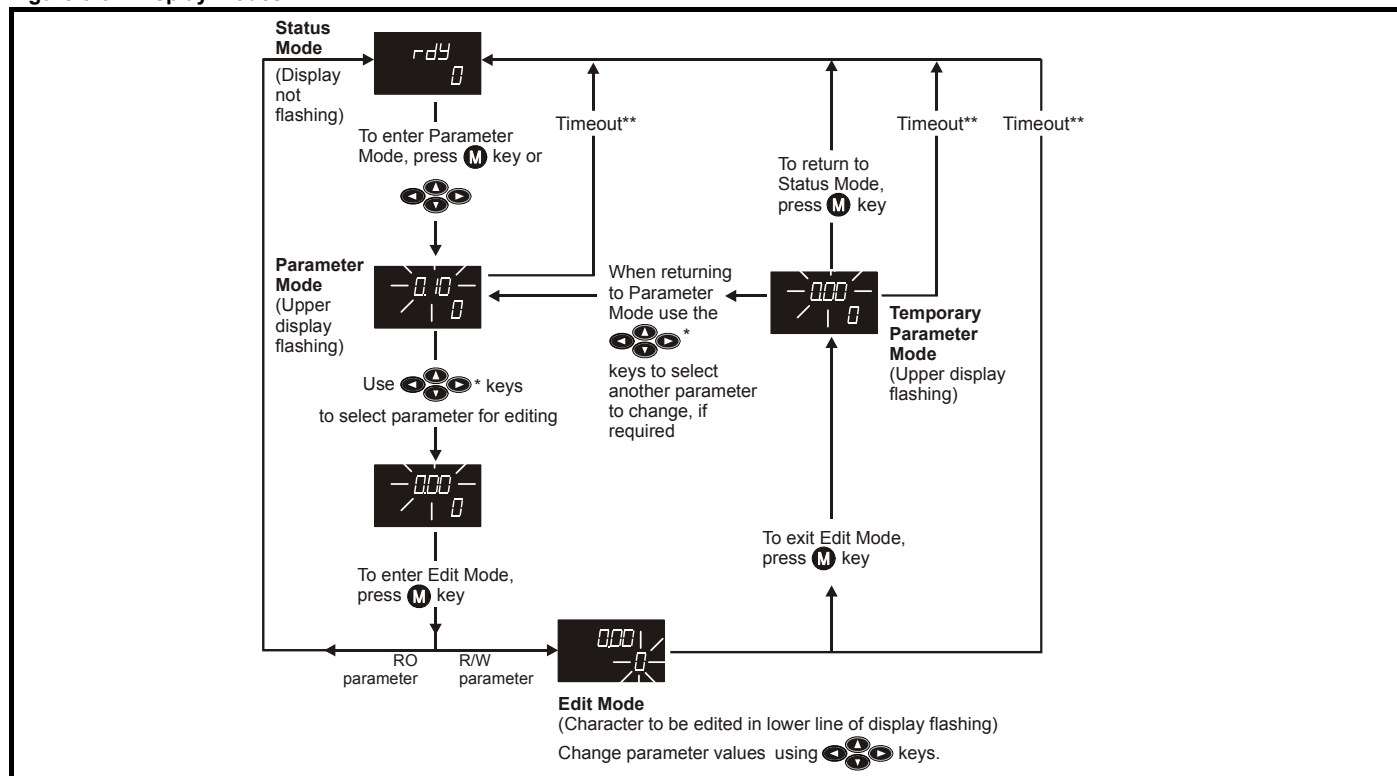 Status
Mode
(Display
not
flashing)
rdY
0
To enter Parameter
Mode, press M key or
Timeout**
Timeout**
Timeout**
To return to
Status Mode,
press M key
Parameter
Mode
(Upper
display
flashing)
0.10
0
When returning
to Parameter
Mode use the
*
keys to select
another parameter
to change, if
required
0.00
0
Temporary
Parameter
Mode
(Upper display
flashing)
Use * keys
to select parameter for editing
0.00
0
To enter Edit Mode,
press M key
To exit Edit Mode,
press M key
RO
parameter
R/W
parameter
0.00
0
Edit Mode
(Character to be edited in lower line of display flashing)
Change parameter values using keys.